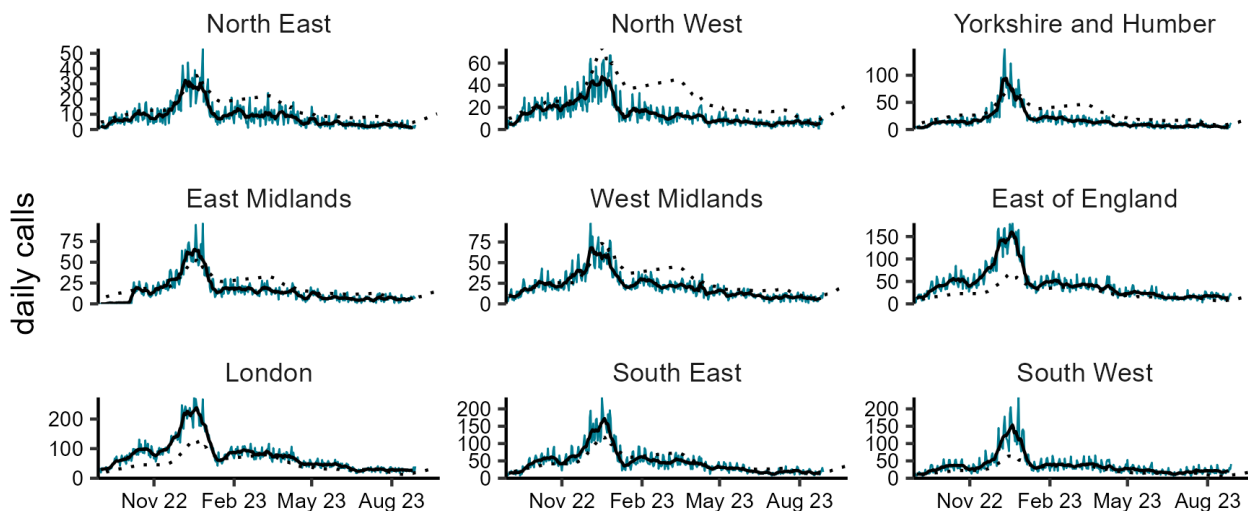 North East
North West
Yorkshire and Humber
50
40
30
20
10
0
60
40
20
0
100
50
0
daily calls
East Midlands
West Midlands
East of England
75
50
25
0
75
50
25
0
150
100
50
0
London
South East
South West
200
100
0
200
150
100
50
0
200
150
100
50
0
Nov 22 Feb 23 May 23 Aug 23
Nov 22 Feb 23 May 23 Aug 23
Nov 22 Feb 23 May 23 Aug 23